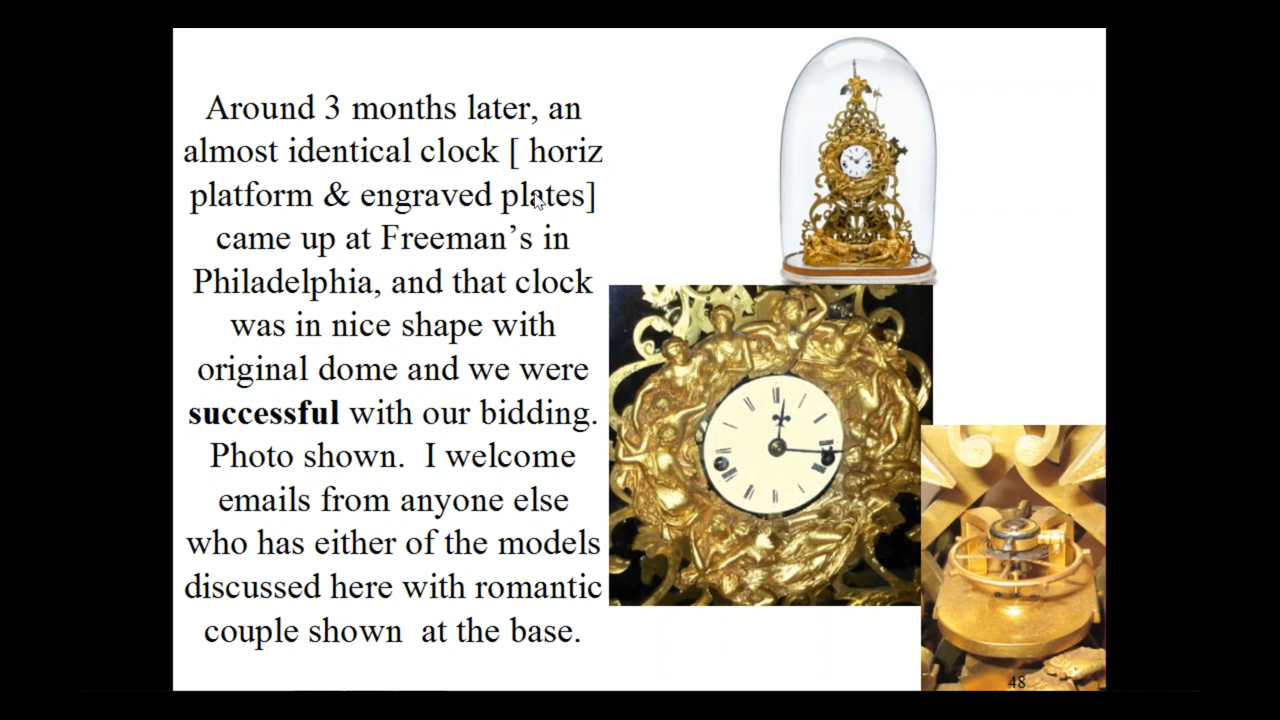 Around 3 months later, an
almost identical clock [ horiz
platform & engraved plates]
came up at Freeman’s in
Philadelphia, and that clock
was in nice shape with
original dome and we were
successful with our bidding.
Photo shown.  I welcome
emails from anyone else
who has either of the models
discussed here with romantic
couple shown  at the base.
48